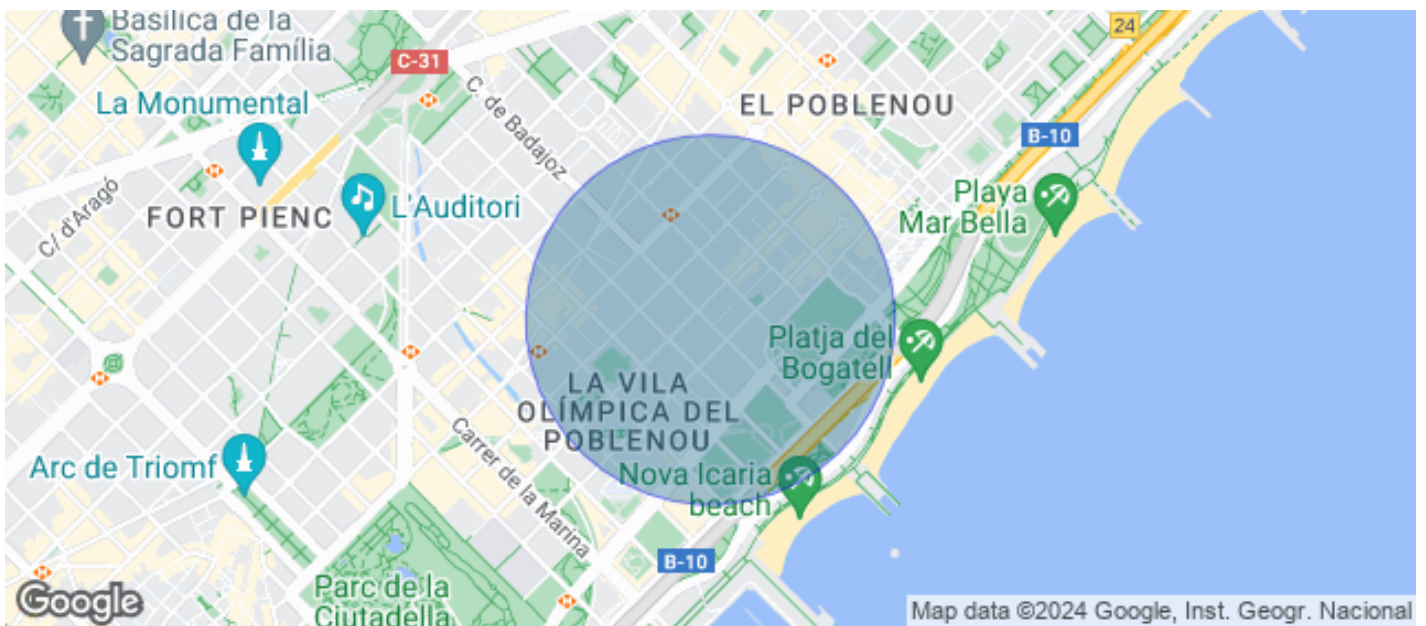 Basílica de la
Sagrada Família
24
C-31
La Monumental
C. de Badajoz
EL POBLENOU
B-10
C/ d'Aragó
Playa
Mar Bella
L'Auditori
FORT PIENC
Platja del
Bogatell
LA VILA
OLÍMPICA DEL
POBLENOU
Carrer de la Marina
Arc de Triomf
Nova Icaria
beach
B-10
Parc de la
Ciutadella
Google
Map data ©2024 Google, Inst. Geogr. Nacional